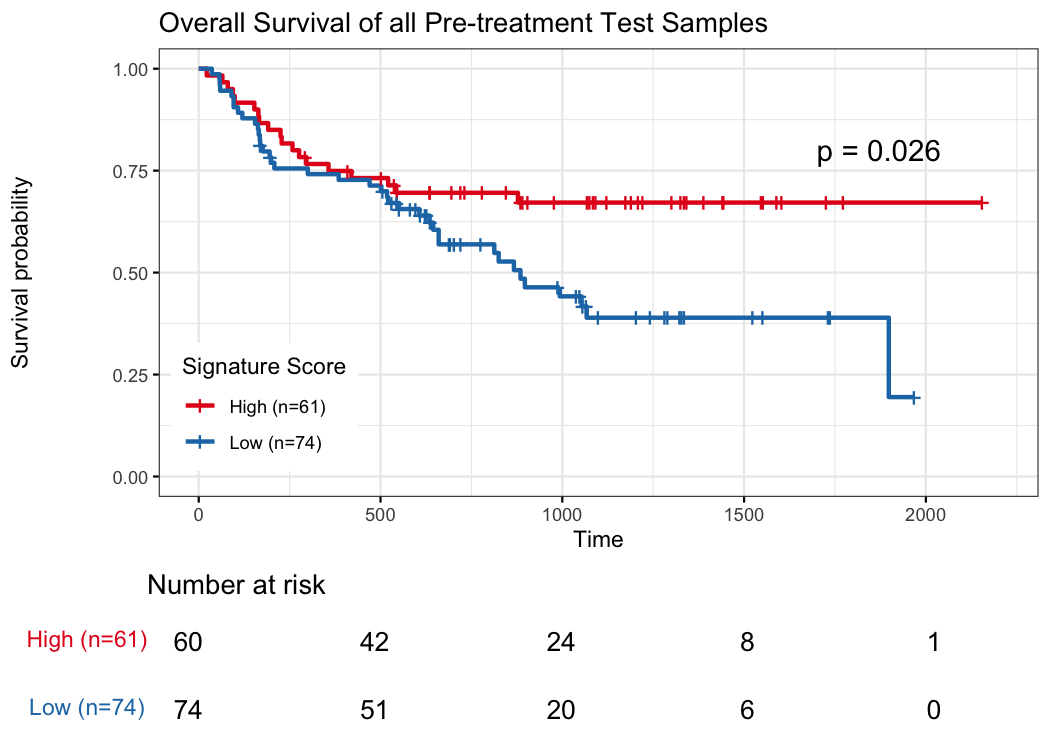 Overall Survival of all Pre-treatment Test Samples
Survival probability
1.00
0.75
0.50
0.25
0.00
p = 0.026
Signature Score
High (n=61)
Low (n=74)
0 500 1000 1500 2000
Time
Number at risk
High (n=61) 60 42 24 8 1
Low (n=74) 74 51 20 6 0